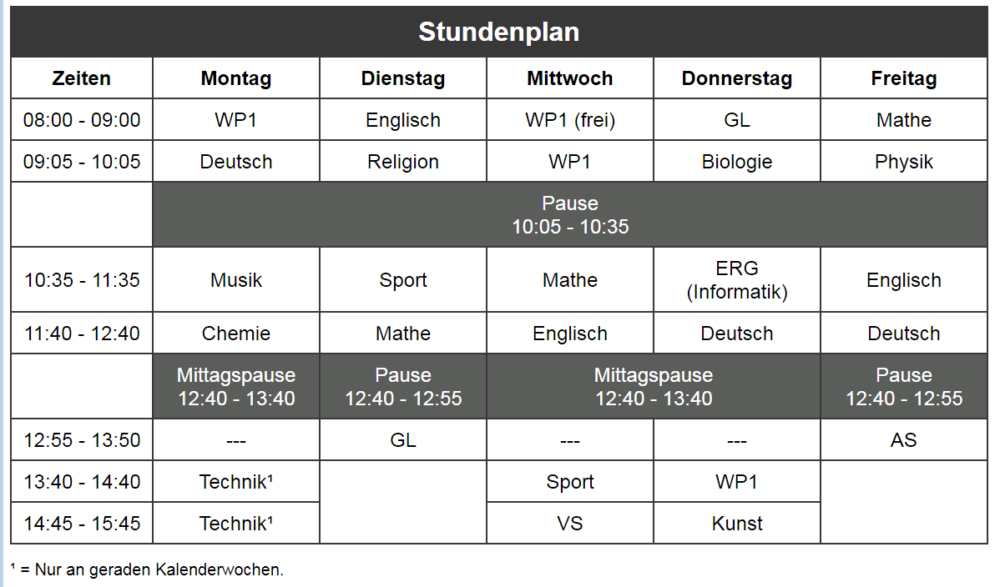 Stundenplan
Zeiten Montag Dienstag Mittwoch Donnerstag Freitag
08:00 - 09:00 WP1 Englisch WP1 (frei) GL Mathe
09:05 - 10:05 Deutsch Religion WP1 Biologie Physik
Pause
10:05 - 10:35
10:35 - 11:35 Musik Sport Mathe ERG (Informatik) Englisch
11:40 - 12:40 Chemie Mathe Englisch Deutsch Deutsch
Mittagspause Pause Mittagspause Pause
12:40 - 13:40 12:40 - 12:55 12:40 - 13:40 12:40 - 12:55
12:55 - 13:50 --- GL --- --- AS
13:40 - 14:40 Technik¹ Sport WP1
14:45 - 15:45 Technik¹ VS Kunst
¹ = Nur an geraden Kalenderwochen.